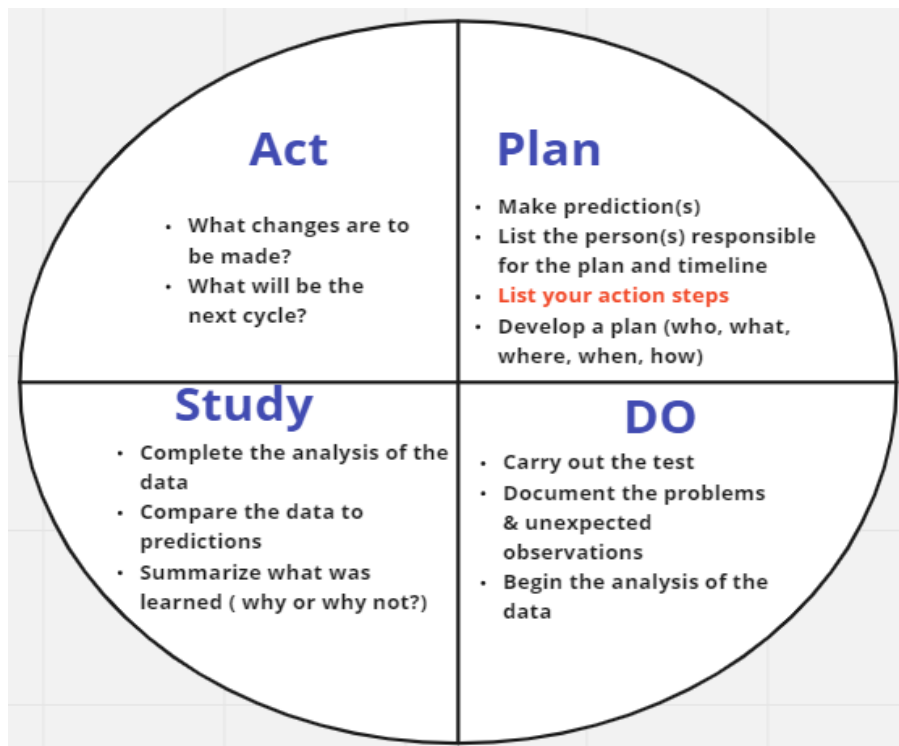 Act
• What changes are to
be made?
• What will be the
next cycle?
Plan
• Make prediction(s)
• List the person(s) responsible
for the plan and timeline
• List your action steps
• Develop a plan (who, what,
where, when, how)
Study
• Complete the analysis of the
data
• Compare the data to
predictions
• Summarize what was
learned ( why or why not?)
DO
• Carry out the test
• Document the problems
& unexpected
observations
• Begin the analysis of the
data